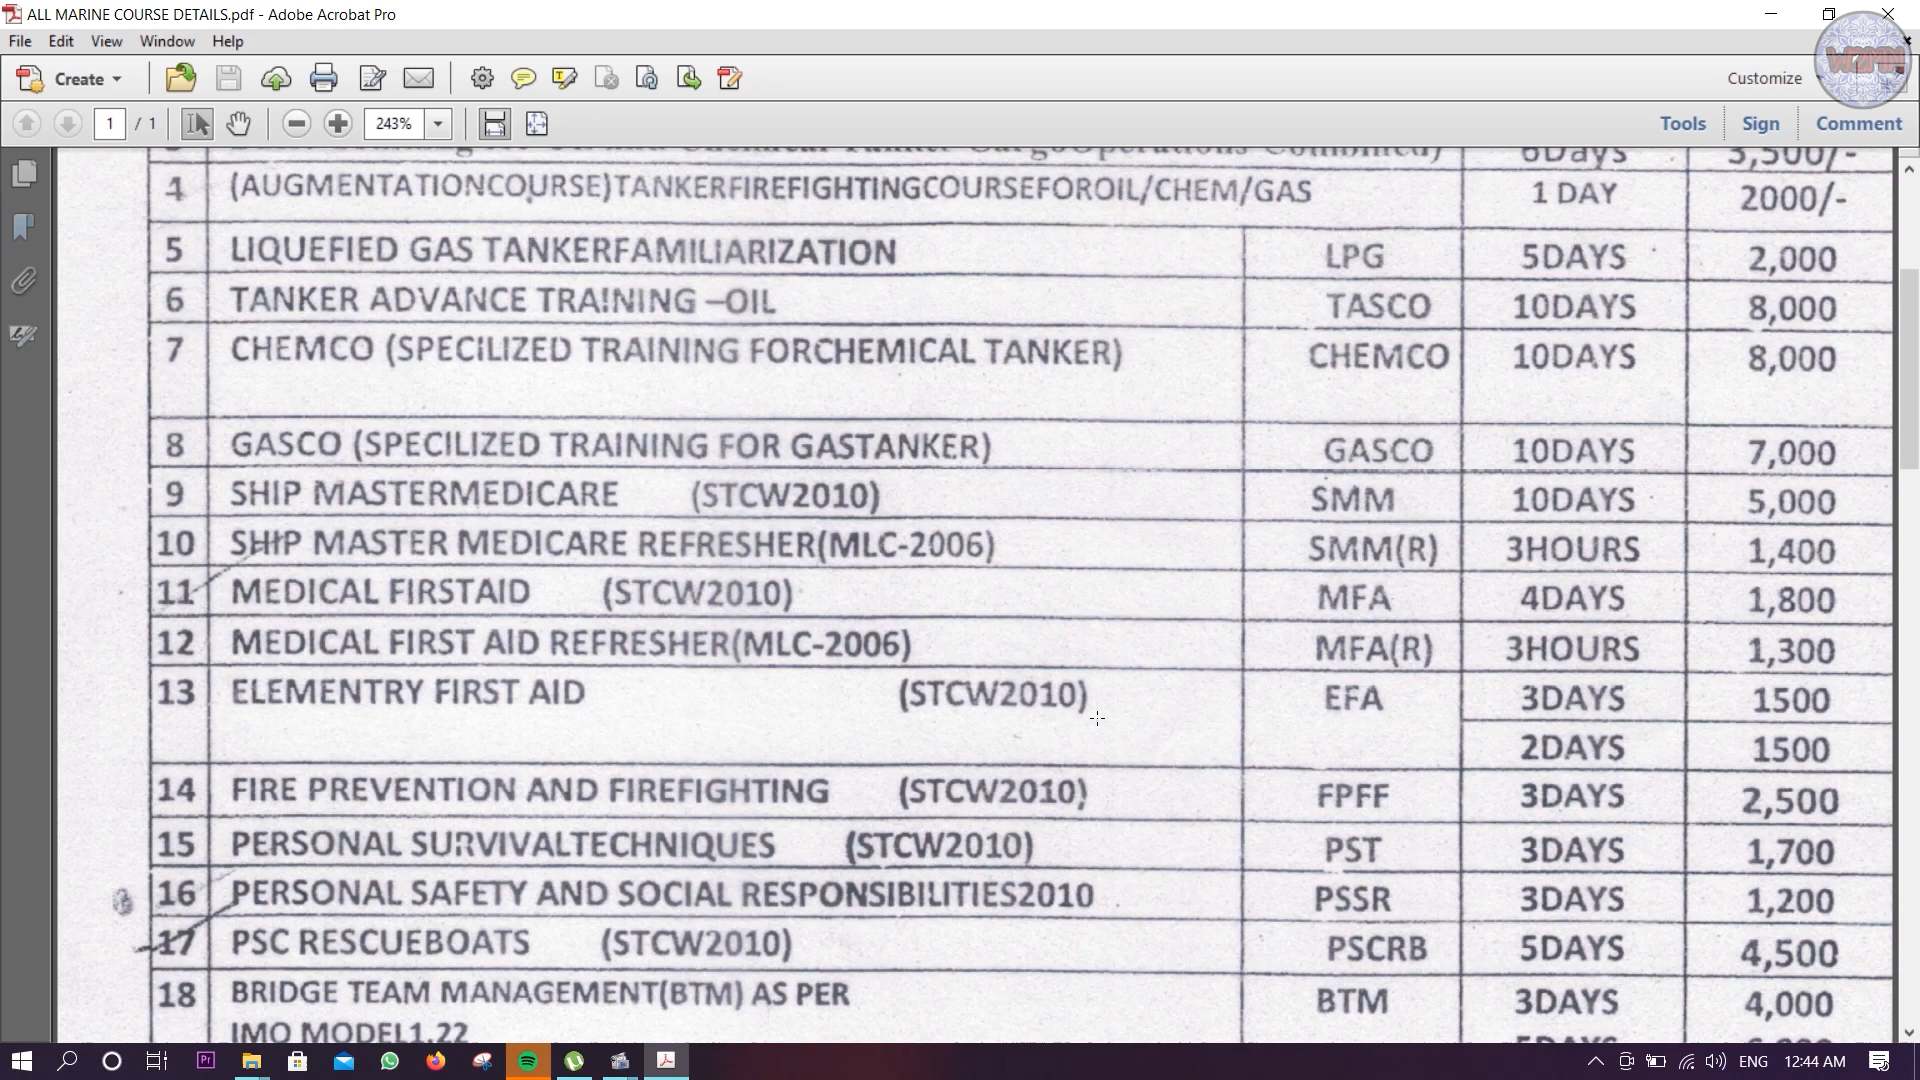 ALL MARINE COURSE DETAILS.pdf - Adobe Acrobat Pro
File Edit View Window Help
Create Customize
1 / 1 243% Tools Sign Comment
6Days 3,500/-
4 (AUGMENTATIONCOURSE)TANKERFIREFIGHTINGCOURSEFOROIL/CHEM/GAS 1 DAY 2000/-
5 LIQUEFIED GAS TANKERFAMILIARIZATION LPG 5DAYS 2,000
6 TANKER ADVANCE TRAINING –OIL TASCO 10DAYS 8,000
7 CHEMCO (SPECILIZED TRAINING FORCHEMICAL TANKER) CHEMCO 10DAYS 8,000
8 GASCO (SPECILIZED TRAINING FOR GASTANKER) GASCO 10DAYS 7,000
9 SHIP MASTERMEDICARE (STCW2010) SMM 10DAYS 5,000
10 SHIP MASTER MEDICARE REFRESHER(MLC-2006) SMM(R) 3HOURS 1,400
11 MEDICAL FIRSTAID (STCW2010) MFA 4DAYS 1,800
12 MEDICAL FIRST AID REFRESHER(MLC-2006) MFA(R) 3HOURS 1,300
13 ELEMENTRY FIRST AID (STCW2010) EFA 3DAYS 1500
2DAYS 1500
14 FIRE PREVENTION AND FIREFIGHTING (STCW2010) FPFF 3DAYS 2,500
15 PERSONAL SURVIVALTECHNIQUES (STCW2010) PST 3DAYS 1,700
16 PERSONAL SAFETY AND SOCIAL RESPONSIBILITIES2010 PSSR 3DAYS 1,200
17 PSC RESCUEBOATS (STCW2010) PSCRB 5DAYS 4,500
18 BRIDGE TEAM MANAGEMENT(BTM) AS PER BTM 3DAYS 4,000
IMO MODEL1.22
ENG 12:44 AM